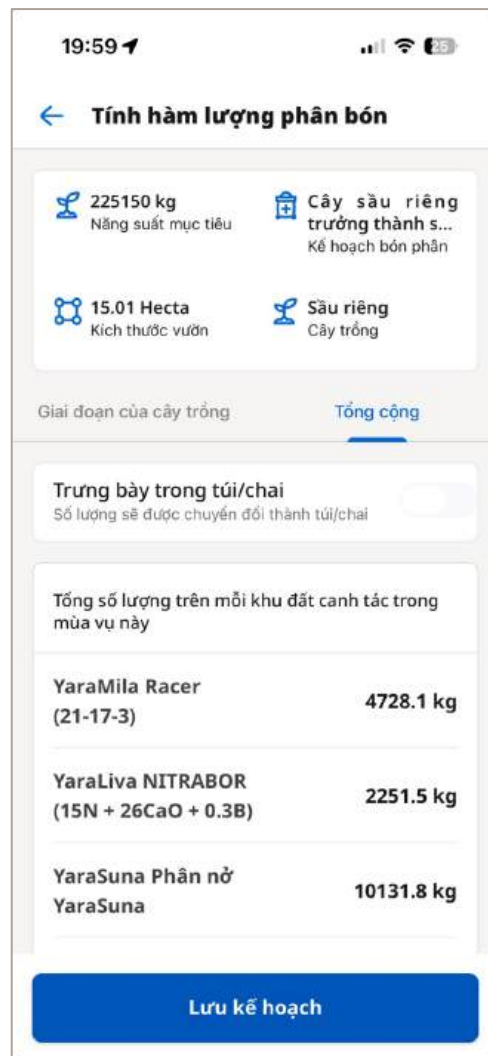 19:59
25
Tính hàm lượng phân bón
225150 kg
Năng suất mục tiêu
Cây sầu riêng
trưởng thành s...
Kế hoạch bón phân
15.01 Hecta
Kích thước vườn
Sầu riêng
Cây trồng
Giai đoạn của cây trồng
Tổng cộng
Trưng bày trong túi/chai
Số lượng sẽ được chuyển đổi thành túi/chai
Tổng số lượng trên mỗi khu đất canh tác trong
mùa vụ này
YaraMila Racer
(21-17-3)
4728.1 kg
YaraLiva NITRABOR
(15N + 26CaO + 0.3B)
2251.5 kg
YaraSuna Phân nở
YaraSuna
10131.8 kg
Lưu kế hoạch